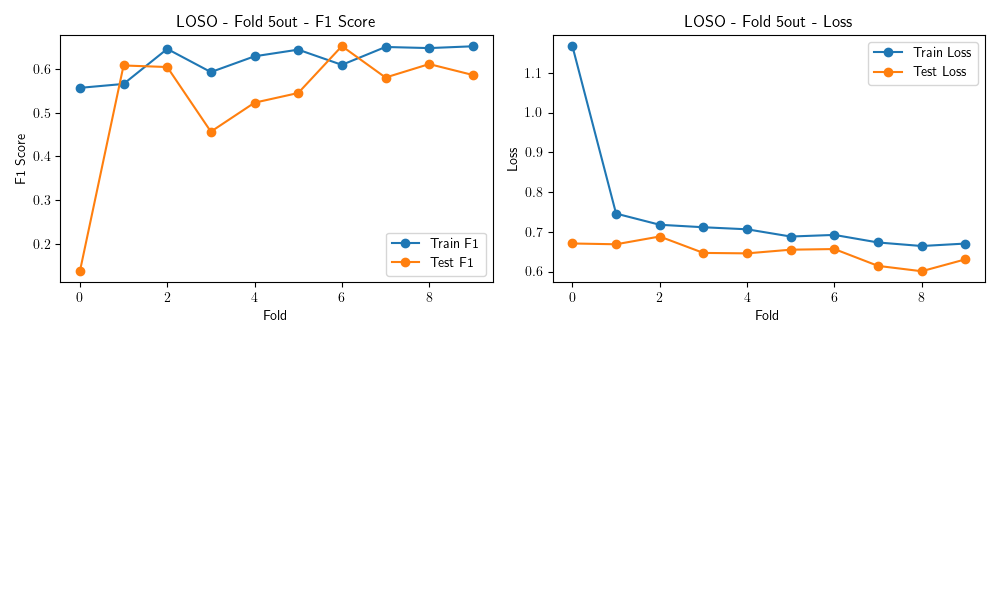 LOSO - Fold 5out - F1 Score
F1 Score
0.6
0.5
0.4
0.3
0.2
Train F1
Test F1
0 2 4 6 8
Fold
LOSO - Fold 5out - Loss
Loss
1.1
1.0
0.9
0.8
0.7
0.6
Train Loss
Test Loss
0 2 4 6 8
Fold